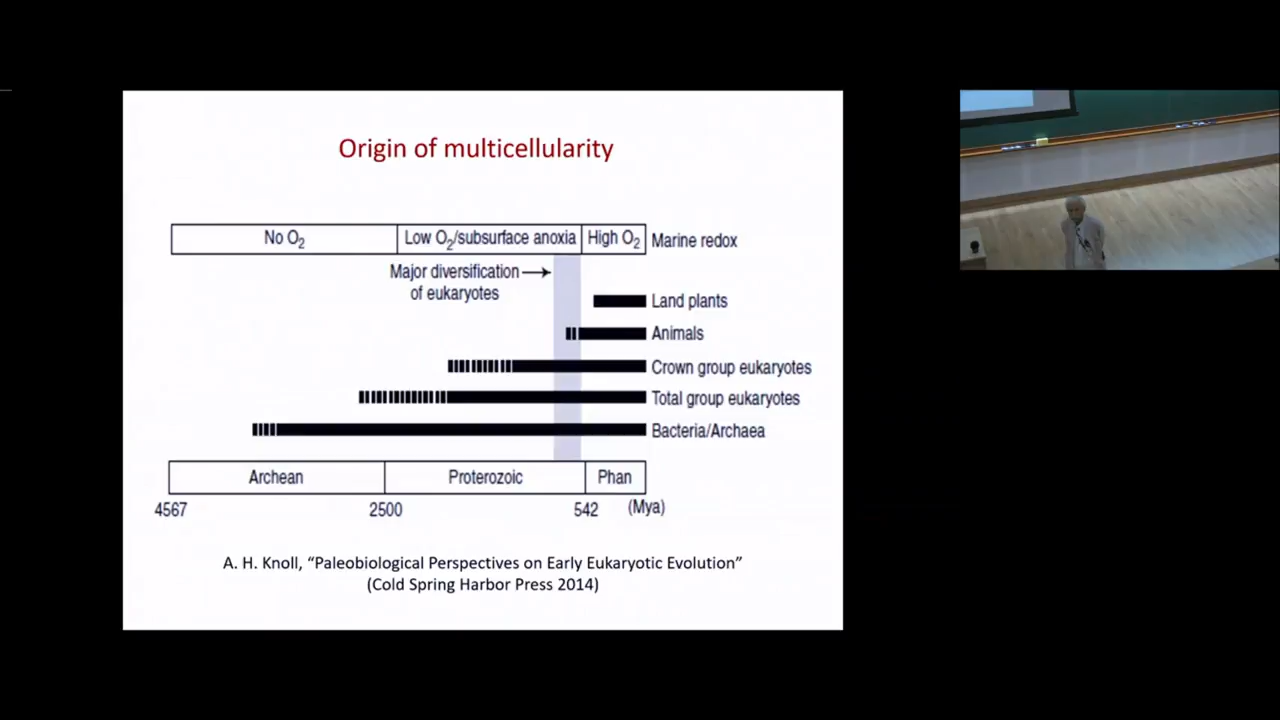 Origin of multicellularity
No O2 Low O2/subsurface anoxia High O2 Marine redox
Major diversification
of eukaryotes
Land plants
Animals
Crown group eukaryotes
Total group eukaryotes
Bacteria/Archaea
Archean Proterozoic Phan
4567 2500 542 (Mya)
A. H. Knoll, “Paleobiological Perspectives on Early Eukaryotic Evolution”
(Cold Spring Harbor Press 2014)